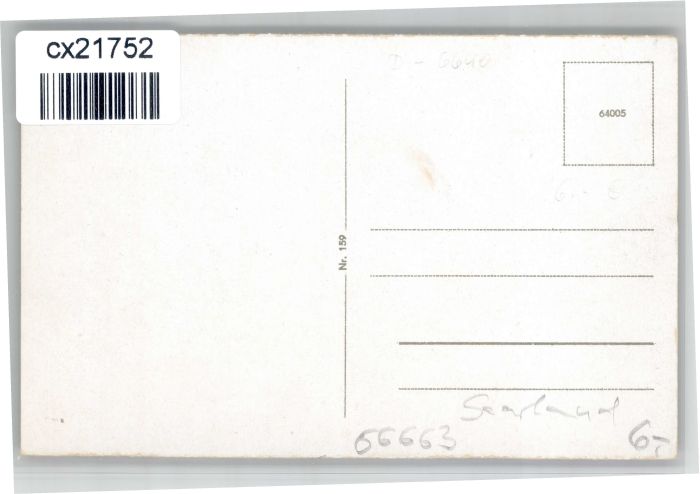 cx21752
D - 6640
64005
6.- €
Nr. 159
Saarland
66663
6,-